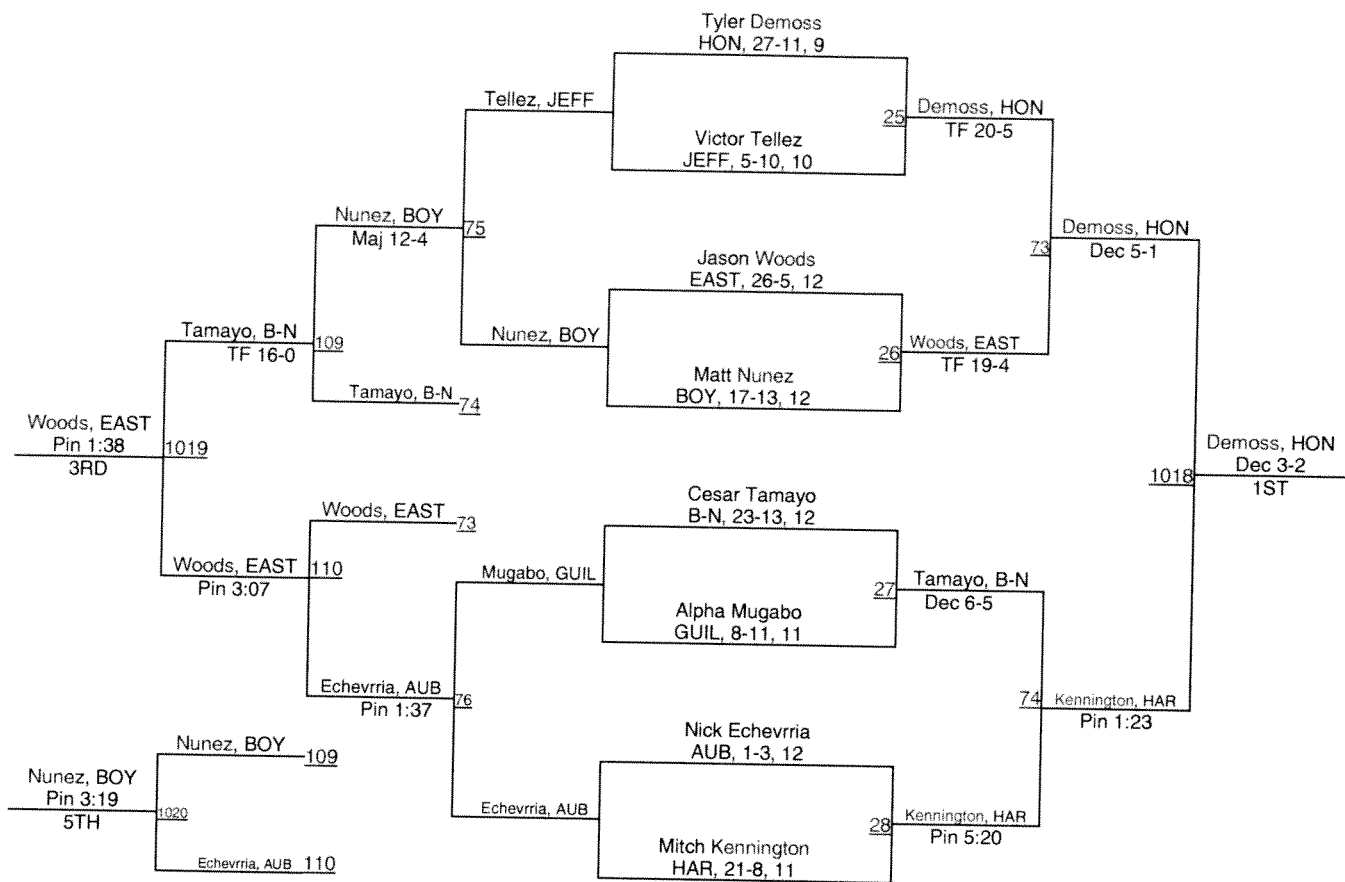 Tyler Demoss
HON, 27-11, 9
Tellez, JEFF
25
Demoss, HON
TF 20-5
Victor Tellez
JEFF, 5-10, 10
Nunez, BOY
Maj 12-4
75
73
Demoss, HON
Dec 5-1
Jason Woods
EAST, 26-5, 12
Tamayo, B-N
TF 16-0
109
Nunez, BOY
26
Woods, EAST
TF 19-4
Matt Nunez
BOY, 17-13, 12
Tamayo, B-N
74
Woods, EAST
Pin 1:38
3RD
1019
1018
Demoss, HON
Dec 3-2
1ST
Cesar Tamayo
B-N, 23-13, 12
Woods, EAST
73
Woods, EAST
Pin 3:07
110
Mugabo, GUIL
27
Tamayo, B-N
Dec 6-5
Alpha Mugabo
GUIL, 8-11, 11
Echevrria, AUB
Pin 1:37
76
74
Kennington, HAR
Pin 1:23
Nick Echevrria
AUB, 1-3, 12
Nunez, BOY
109
Nunez, BOY
Pin 3:19
5TH
1020
Echevrria, AUB
28
Kennington, HAR
Pin 5:20
Mitch Kennington
HAR, 21-8, 11
Echevrria, AUB
110